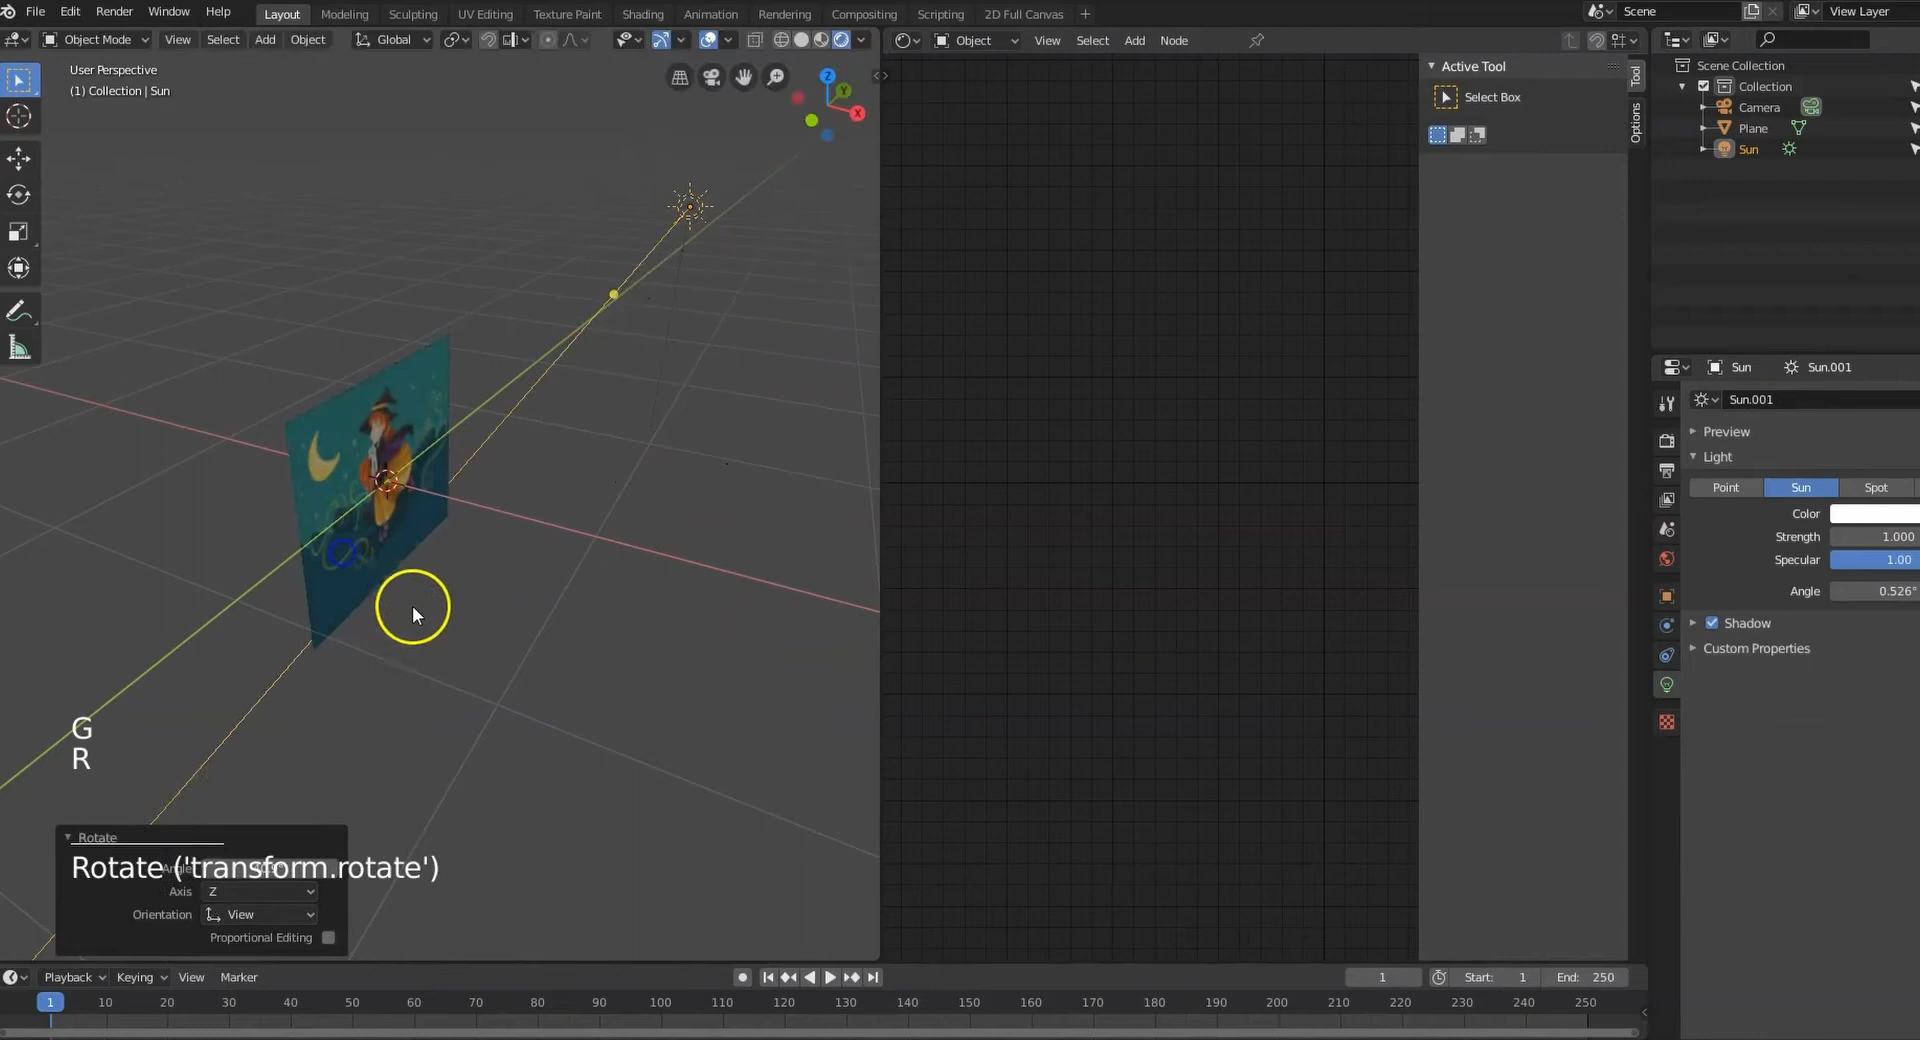 File Edit Render Window Help Layout Modeling Sculpting UV Editing Texture Paint Shading Animation Rendering Compositing Scripting 2D Full Canvas + Scene View Layer
Object Mode View Select Add Object Global Object View Select Add Node
User Perspective
(1) Collection | Sun
Z
Y
X
Active Tool
Select Box
Tool
Options
Scene Collection
Collection
Camera
Plane
Sun
Sun Sun.001
Sun.001
Preview
Light
Point Sun Spot
Color
Strength 1.000
Specular 1.00
Angle 0.526°
Shadow
Custom Properties
G
R
Rotate
Rotate ('transform.rotate')
Axis Z
Orientation View
Proportional Editing
Playback Keying View Marker 1 Start: 1 End: 250
1 10 20 30 40 50 60 70 80 90 100 110 120 130 140 150 160 170 180 190 200 210 220 230 240 250